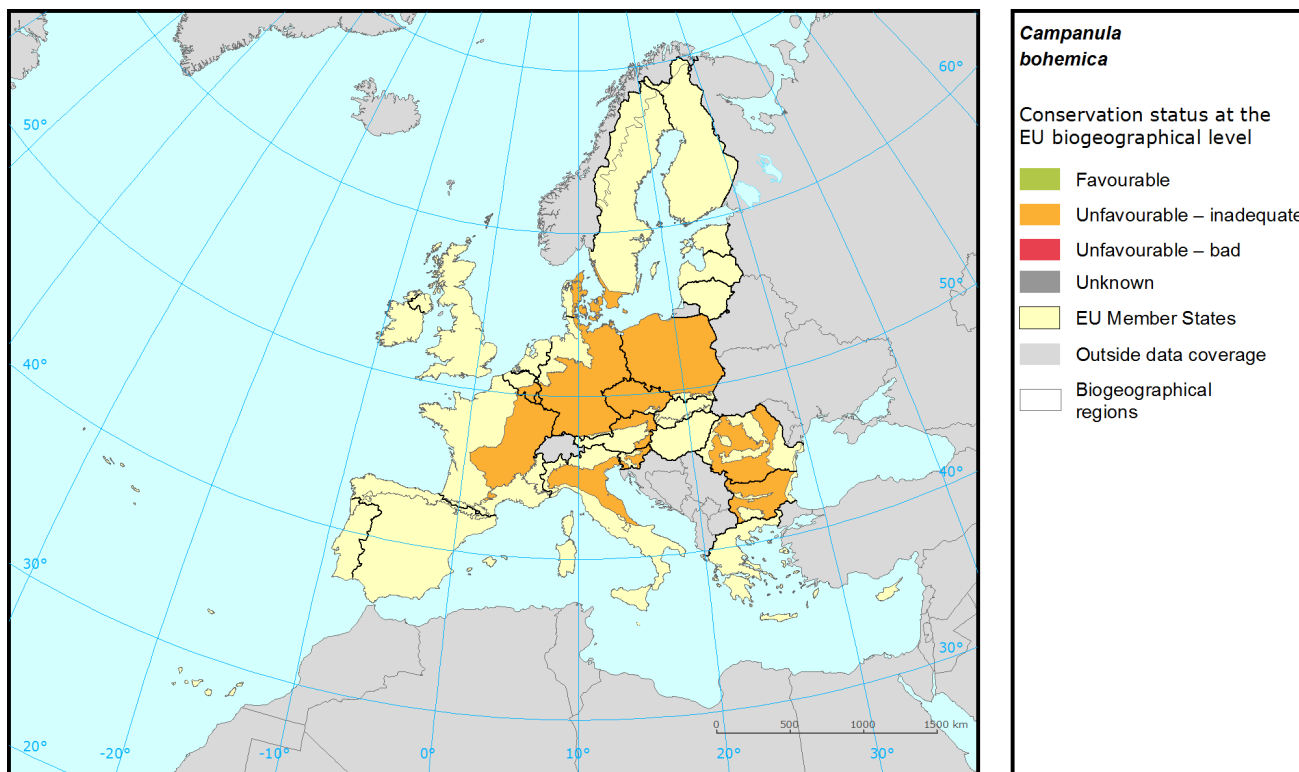 Campanula
bohemica
Conservation status at the
EU biogeographical level
Favourable
Unfavourable – inadequate
Unfavourable – bad
Unknown
EU Member States
Outside data coverage
Biogeographical
regions
60°
50°
50°
40°
40°
30°
30°
20°
-20°
-10°
0°
10°
20°
30°
0 500 1000 1500 km